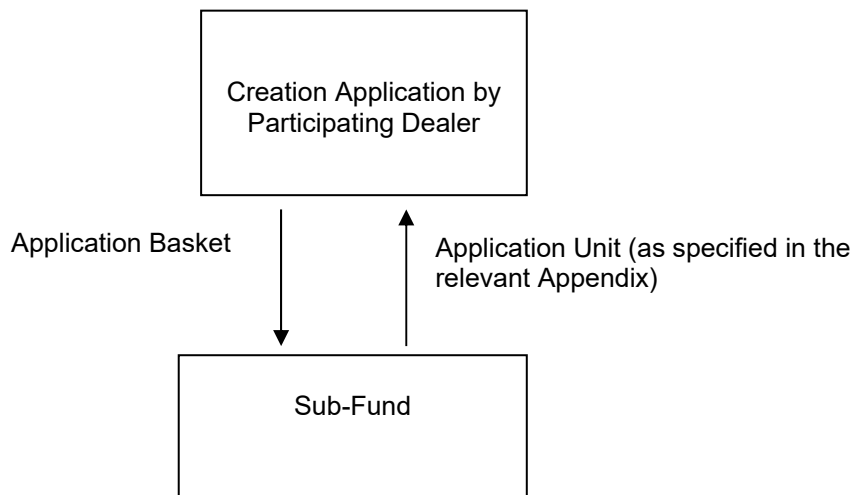 Creation Application by
Participating Dealer
Application Basket
Application Unit (as specified in the
relevant Appendix)
Sub-Fund